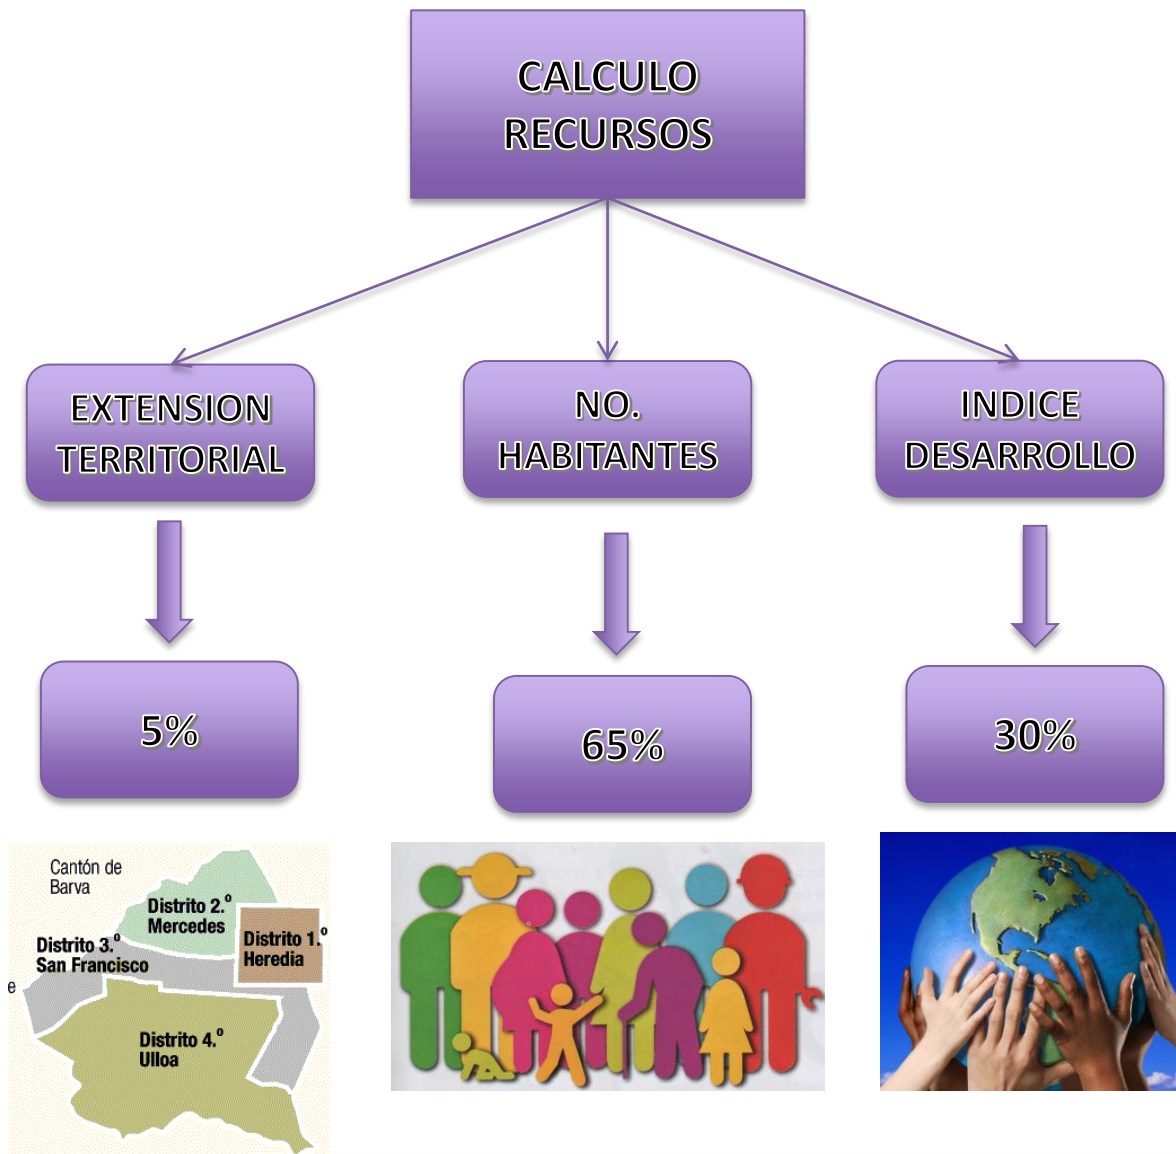 CALCULO
RECURSOS
EXTENSION
TERRITORIAL
NO.
HABITANTES
INDICE
DESARROLLO
5%
65%
30%
Cantón de
Barva
Distrito 2.º
Mercedes
Distrito 1.º
Heredia
Distrito 3.º
San Francisco
e
Distrito 4.º
Ulloa